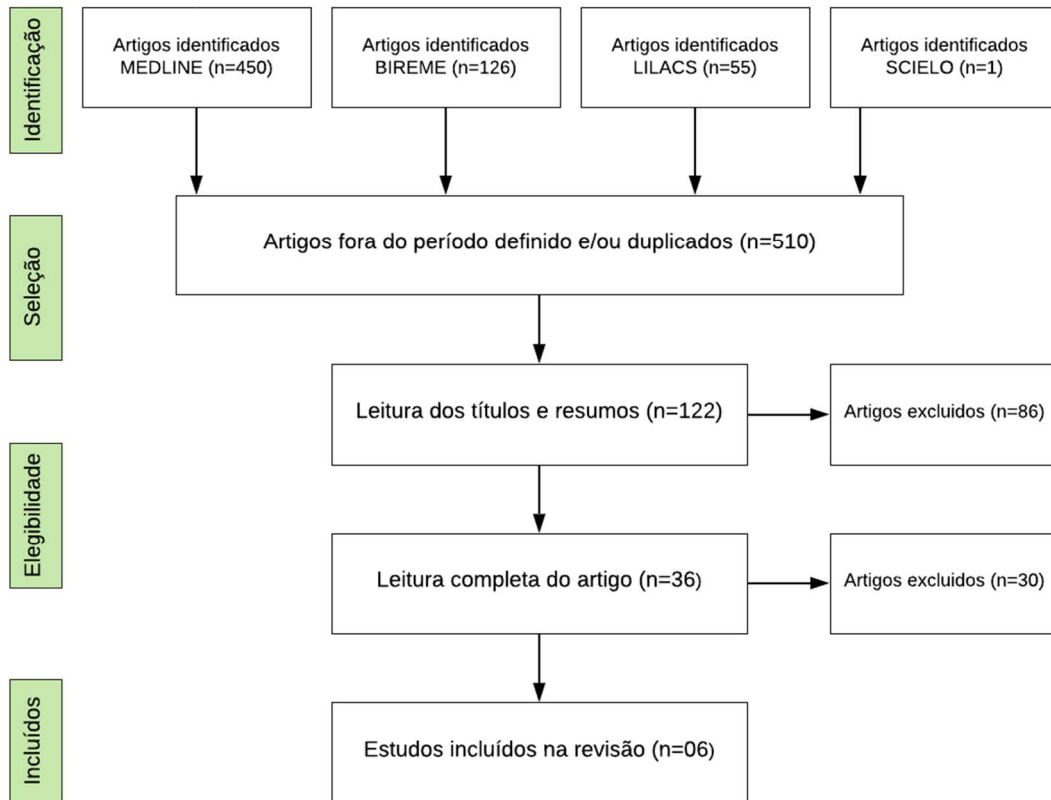 Identificação
Artigos identificados
MEDLINE (n=450)
Artigos identificados
BIREME (n=126)
Artigos identificados
LILACS (n=55)
Artigos identificados
SCIELO (n=1)
Seleção
Artigos fora do período definido e/ou duplicados (n=510)
Leitura dos títulos e resumos (n=122)
Artigos excluidos (n=86)
Elegibilidade
Leitura completa do artigo (n=36)
Artigos excluidos (n=30)
Incluídos
Estudos incluídos na revisão (n=06)